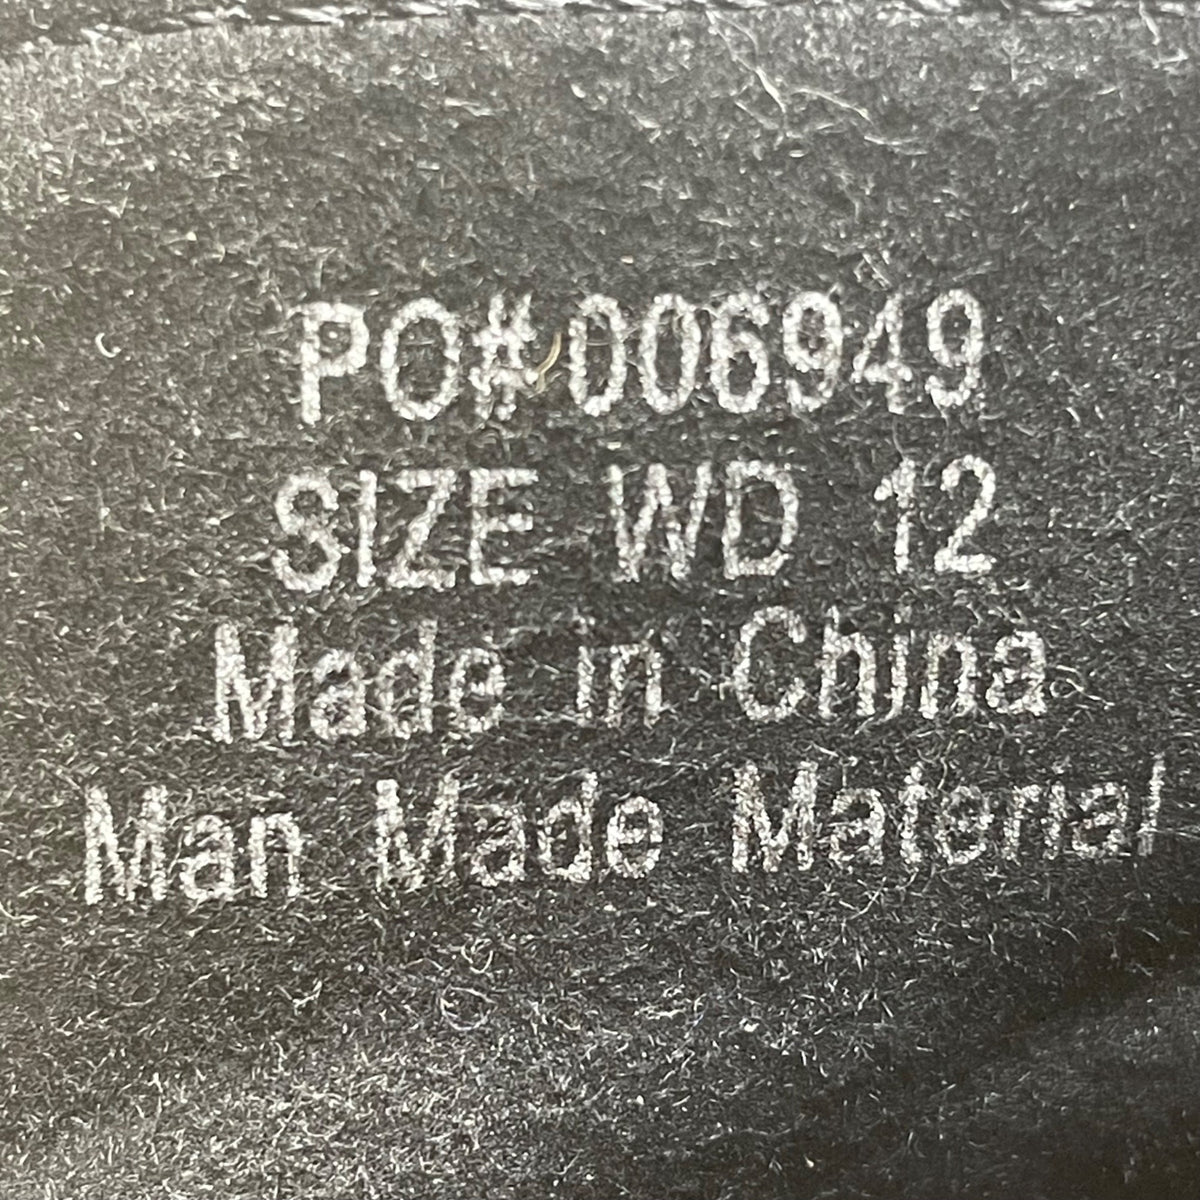 PO#006949
SIZE WD 12
Made in China
Man Made Material